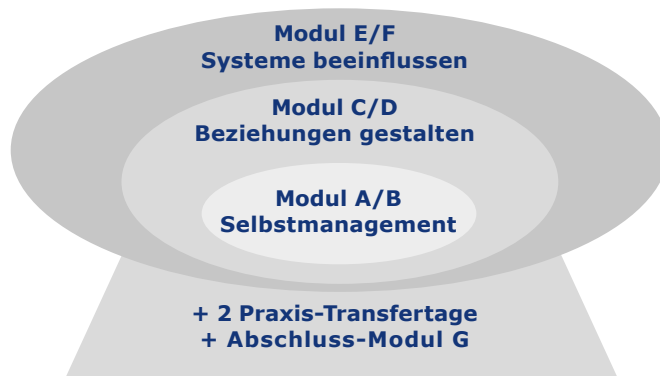 Modul E/F
Systeme beeinflussen
Modul C/D
Beziehungen gestalten
Modul A/B
Selbstmanagement
+ 2 Praxis-Transfertage
+ Abschluss-Modul G